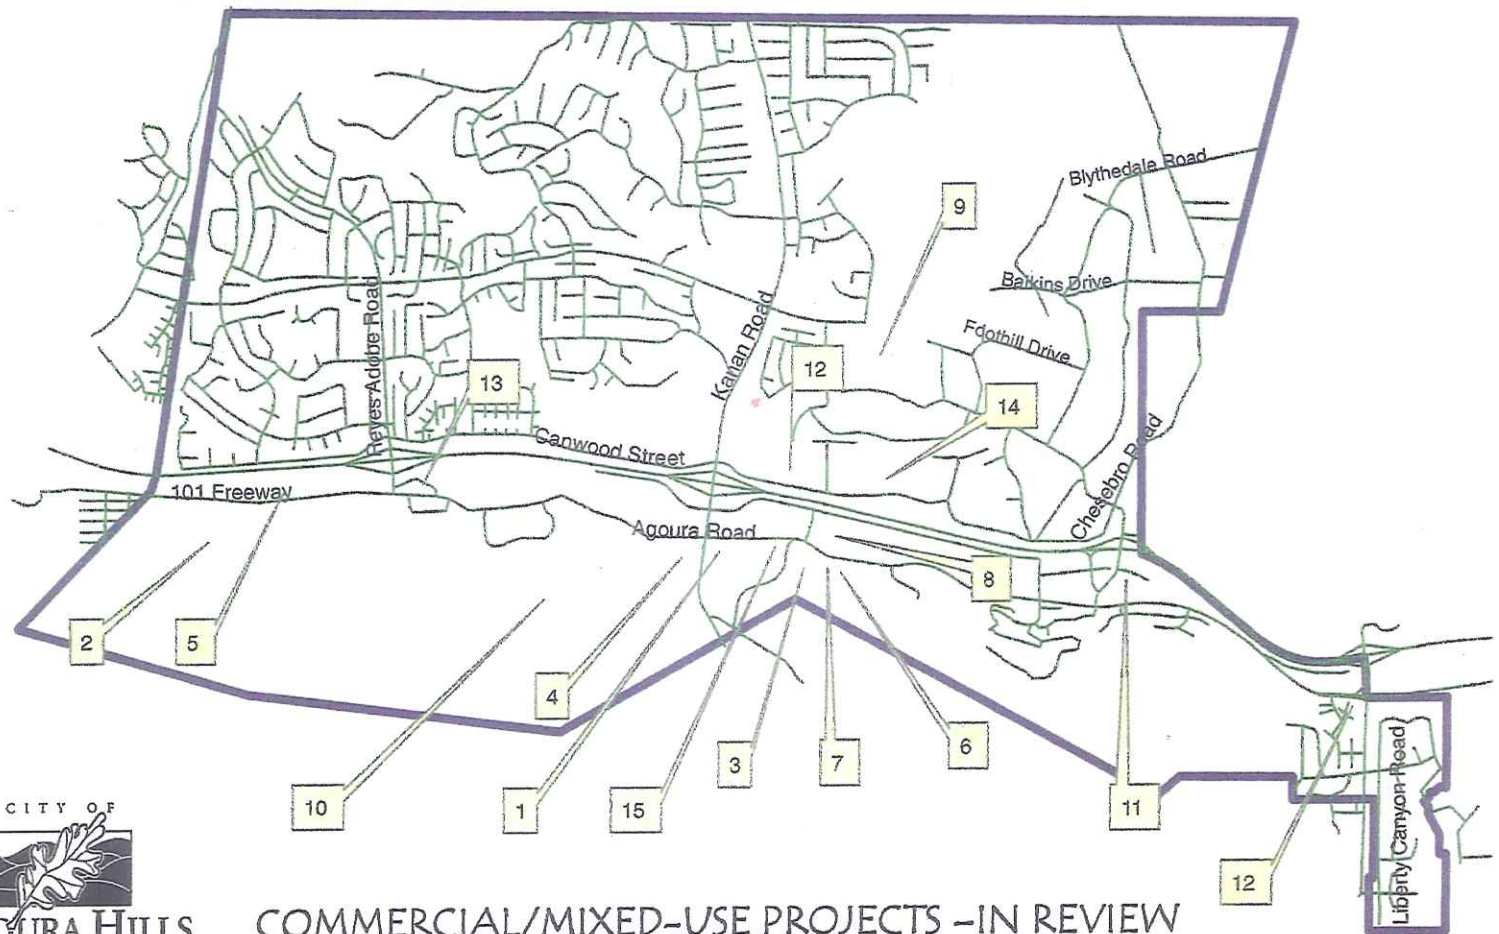 Blythedale Road
9
Balkins Drive
Foothill Drive
Kanan Road
Reyes Adobe Road
12
13
14
Canwood Street
Chesebro Road
101 Freeway
Agoura Road
8
2
5
4
6
3
7
10
1
15
11
12
Liberty Canyon Road
CITY OF
URA HILLS
COMMERCIAL/MIXED-USE PROJECTS -IN REVIEW